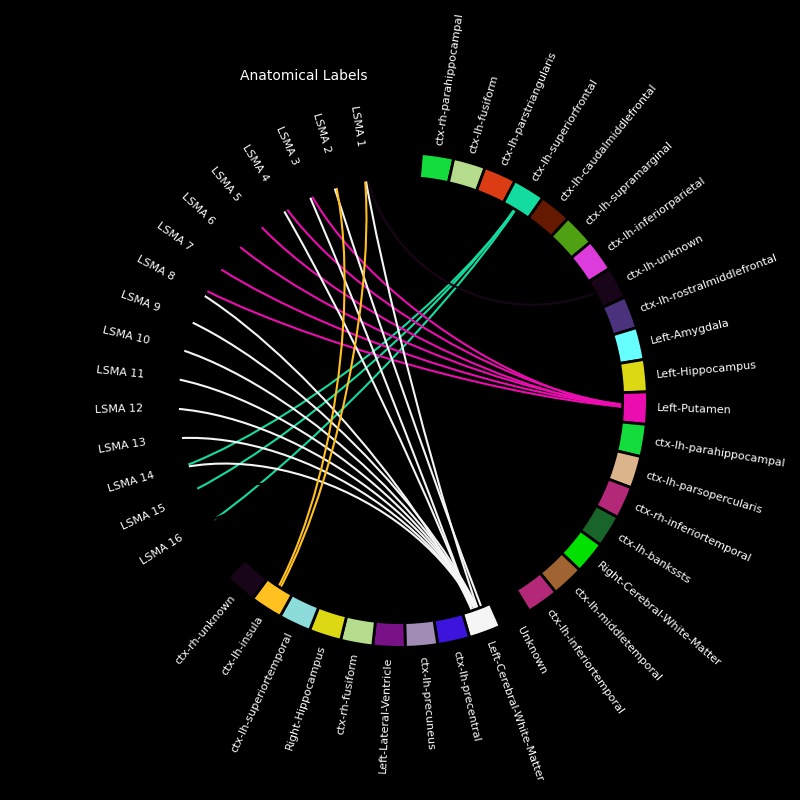 Anatomical Labels
LSMA 1
LSMA 2
LSMA 3
LSMA 4
LSMA 5
LSMA 6
LSMA 7
LSMA 8
LSMA 9
LSMA 10
LSMA 11
LSMA 12
LSMA 13
LSMA 14
LSMA 15
LSMA 16
ctx-rh-parahippocampal
ctx-lh-fusiform
ctx-lh-parstriangularis
ctx-lh-superiorfrontal
ctx-lh-caudalmiddlefrontal
ctx-lh-supramarginal
ctx-lh-inferiorparietal
ctx-lh-unknown
ctx-lh-rostralmiddlefrontal
Left-Amygdala
Left-Hippocampus
Left-Putamen
ctx-lh-parahippocampal
ctx-lh-parsopercularis
ctx-rh-inferiortemporal
ctx-lh-bankssts
Right-Cerebral-White-Matter
ctx-lh-middletemporal
ctx-lh-inferiortemporal
Unknown
Left-Cerebral-White-Matter
ctx-lh-precentral
ctx-lh-precuneus
Left-Lateral-Ventricle
ctx-rh-fusiform
Right-Hippocampus
ctx-lh-superiortemporal
ctx-lh-insula
ctx-rh-unknown